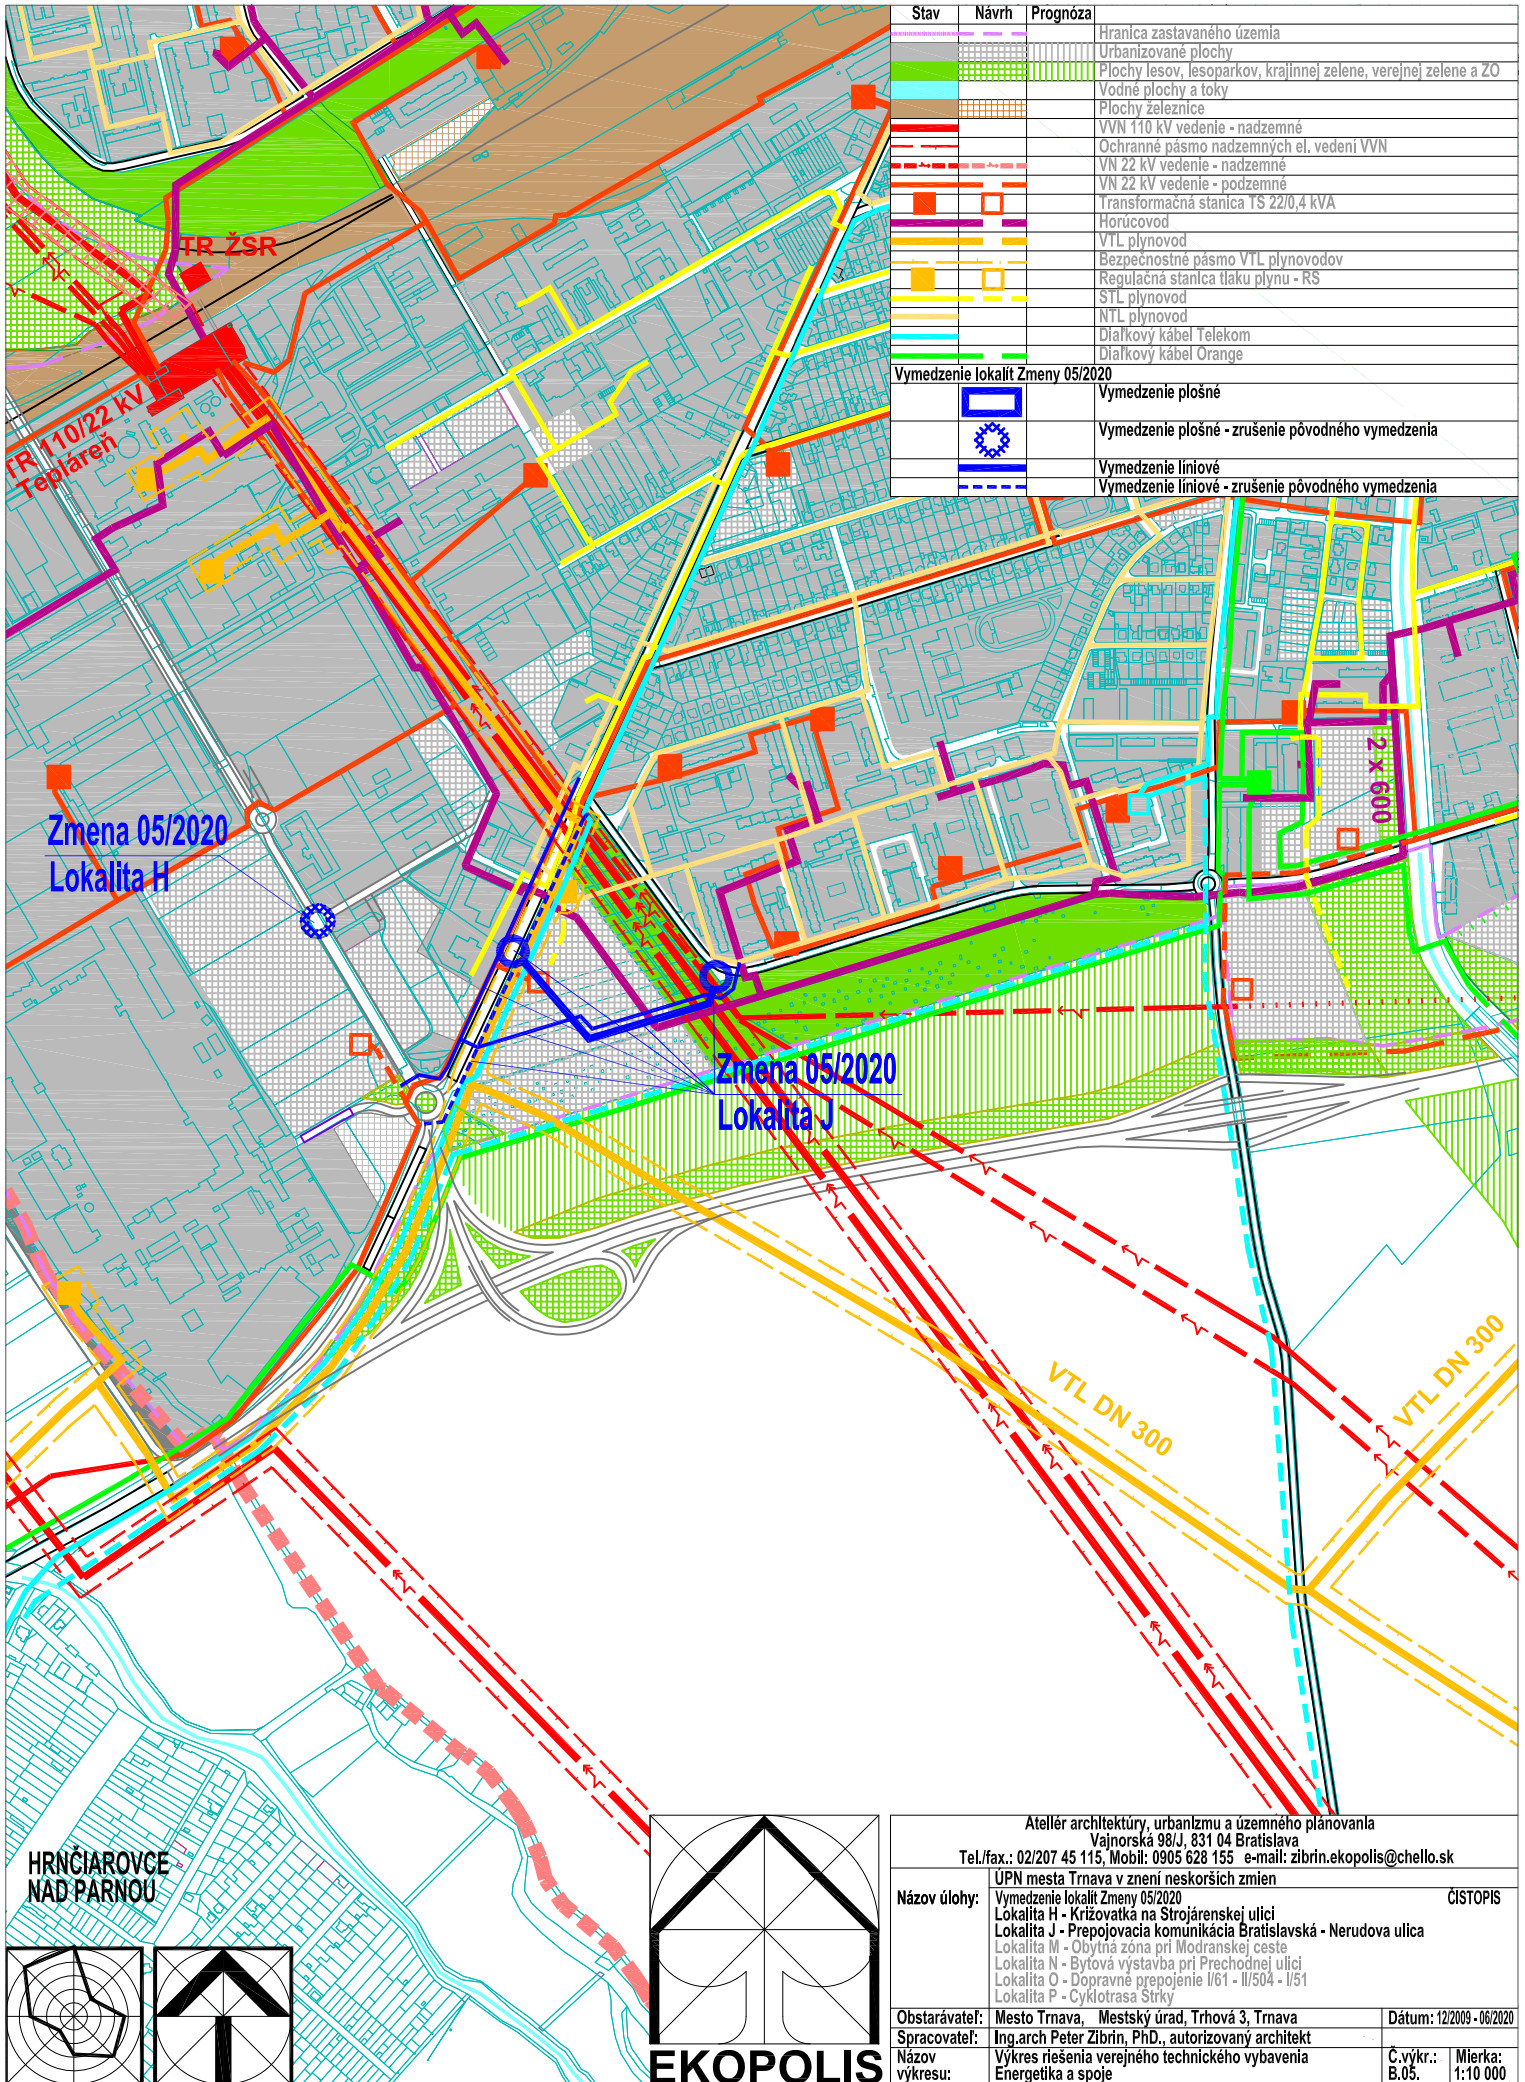 Stav Návrh Prognóza
Hranica zastavaného územia
Urbanizované plochy
Plochy lesov, lesoparkov, krajinnej zelene, verejnej zelene a ZO
Vodné plochy a toky
Plochy železnice
VVN 110 kV vedenie - nadzemné
Ochranné pásmo nadzemných el. vedení VVN
VN 22 kV vedenie - nadzemné
VN 22 kV vedenie - podzemné
Transformačná stanica TS 22/0,4 kVA
Horúcovod
VTL plynovod
Bezpečnostné pásmo VTL plynovodov
Regulačná stanica tlaku plynu - RS
STL plynovod
NTL plynovod
Diaľkový kábel Telekom
Diaľkový kábel Orange
Vymedzenie lokalít Zmeny 05/2020
Vymedzenie plošné
Vymedzenie plošné - zrušenie pôvodného vymedzenia
Vymedzenie líniové
Vymedzenie líniové - zrušenie pôvodného vymedzenia
TR ŽSR
TR 110/22 kV
Tepláreň
2 x 600
Zmena 05/2020
Lokalita H
Zmena 05/2020
Lokalita J
VTL DN 300
VTL DN 300
HRNČIAROVCE
NAD PARNOU
EKOPOLIS
Ateliér architektúry, urbanizmu a územného plánovania
Vajnorská 98/J, 831 04 Bratislava
Tel./fax.: 02/207 45 115, Mobil: 0905 628 155 e-mail: zibrin.ekopolis@chello.sk
ÚPN mesta Trnava v znení neskorších zmien
Názov úlohy: Vymedzenie lokalít Zmeny 05/2020 ČISTOPIS
Lokalita H - Križovatka na Strojárenskej ulici
Lokalita J - Prepojovacia komunikácia Bratislavská - Nerudova ulica
Lokalita M - Obytná zóna pri Modranskej ceste
Lokalita N - Bytová výstavba pri Prechodnej ulici
Lokalita O - Dopravné prepojenie I/61 - II/504 - I/51
Lokalita P - Cyklotrasa Štrky
Obstarávateľ: Mesto Trnava, Mestský úrad, Trhová 3, Trnava Dátum: 12/2009 - 06/2020
Spracovateľ: Ing.arch Peter Zibrin, PhD., autorizovaný architekt
Názov výkresu: Výkres riešenia verejného technického vybavenia Č.výkr.: Mierka:
Energetika a spoje B.05. 1:10 000